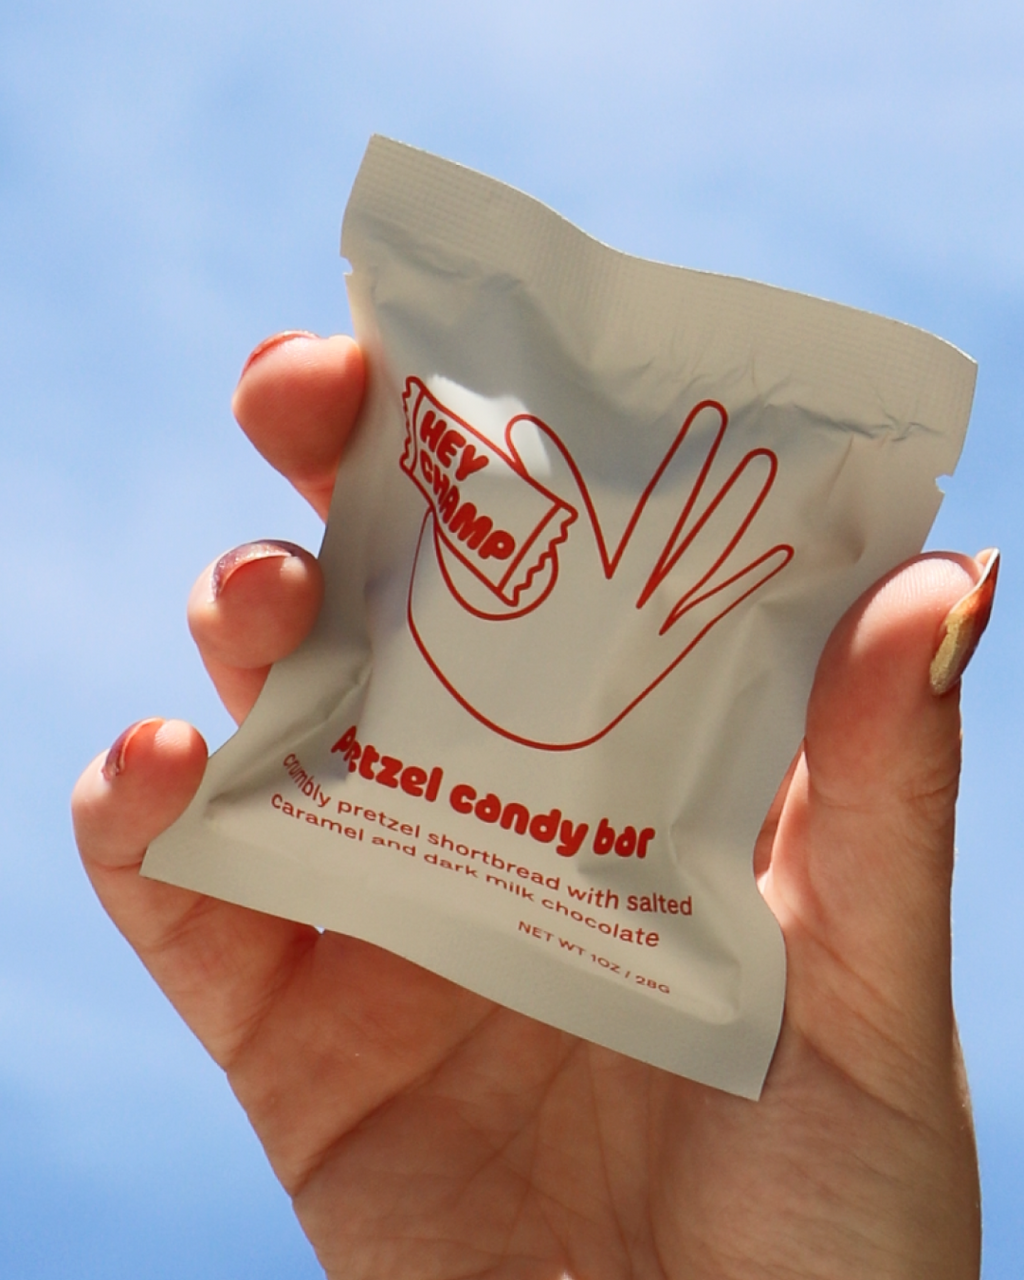 HEY
CHAMP
pretzel candy bar
crumbly pretzel shortbread with salted
caramel and dark milk chocolate
NET WT 1OZ / 28G